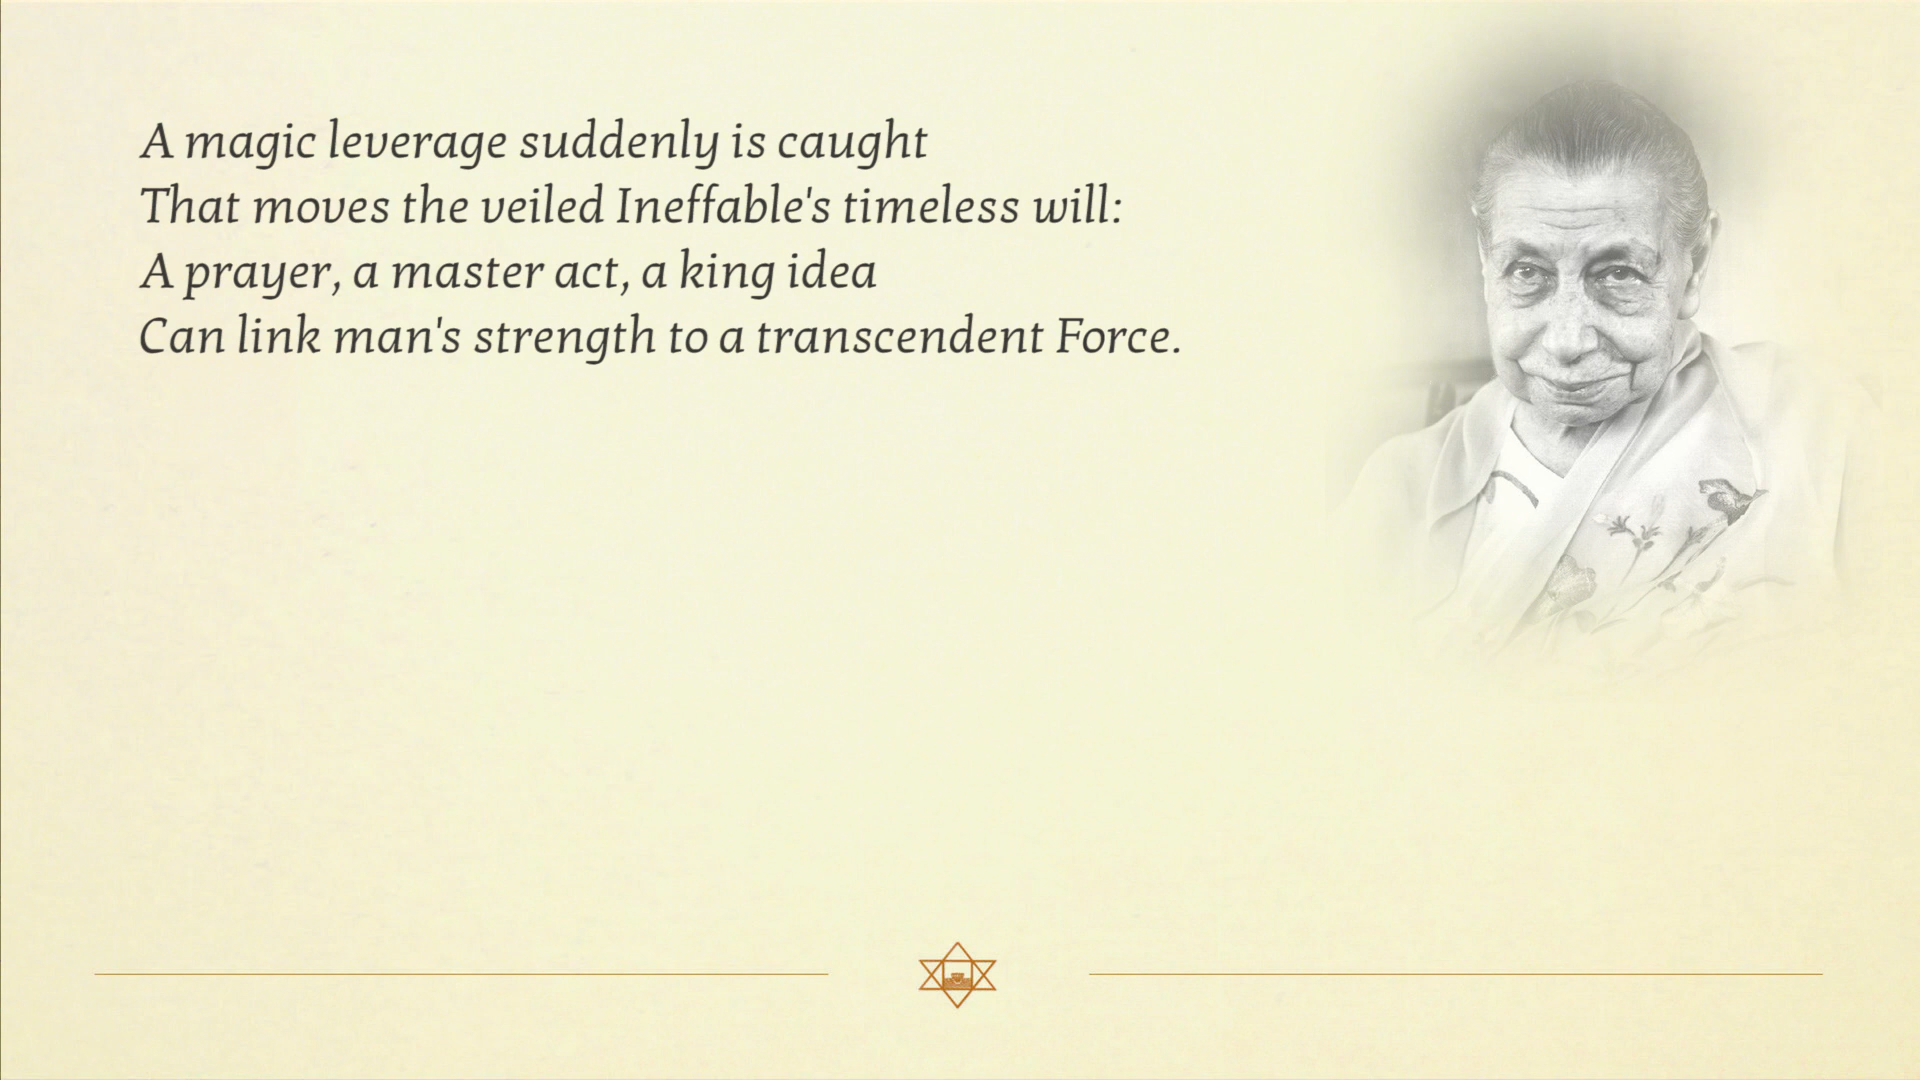 A magic leverage suddenly is caught
That moves the veiled Ineffable's timeless will:
A prayer, a master act, a king idea
Can link man's strength to a transcendent Force.